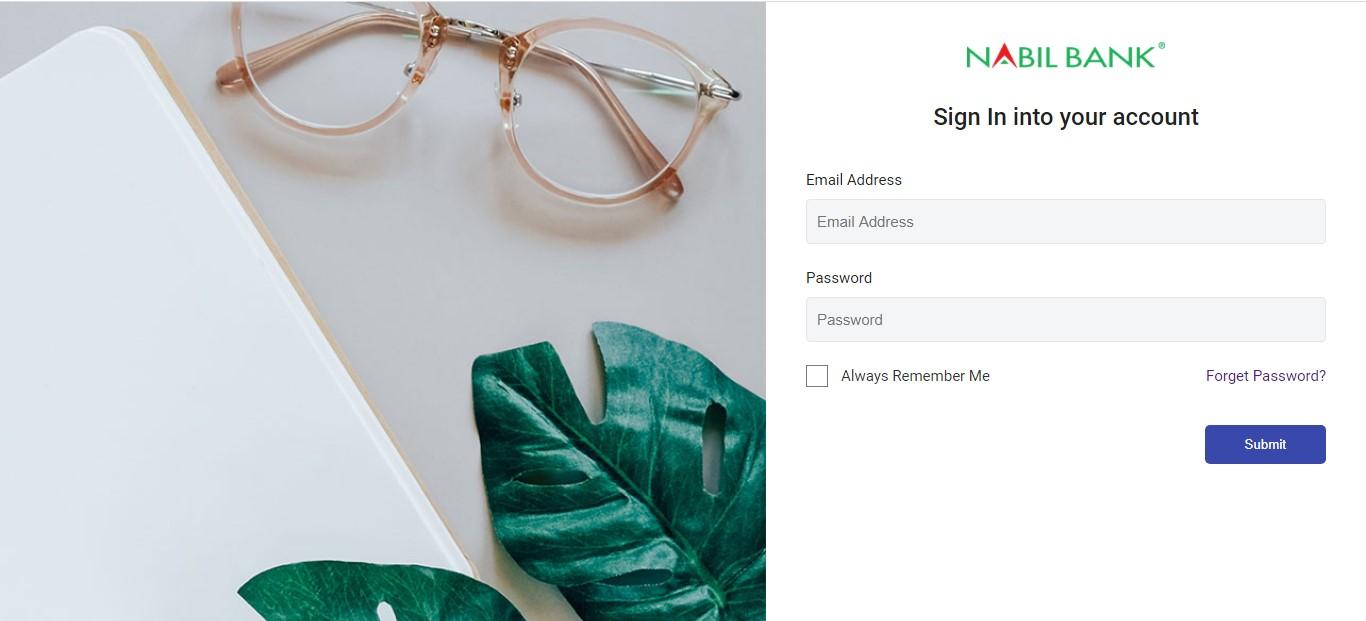 NABIL BANK®
Sign In into your account
Email Address
Email Address
Password
Password
Always Remember Me Forget Password?
Submit